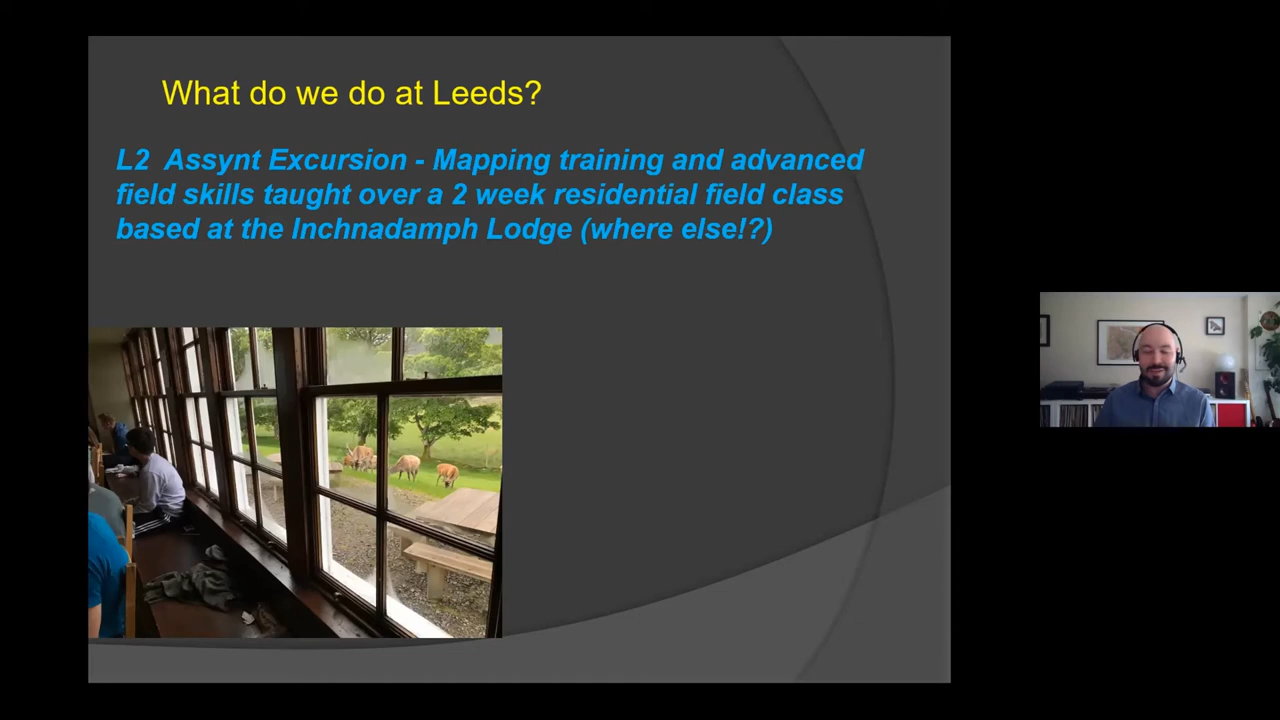 What do we do at Leeds?
L2 Assynt Excursion - Mapping training and advanced
field skills taught over a 2 week residential field class
based at the Inchnadamph Lodge (where else!?)